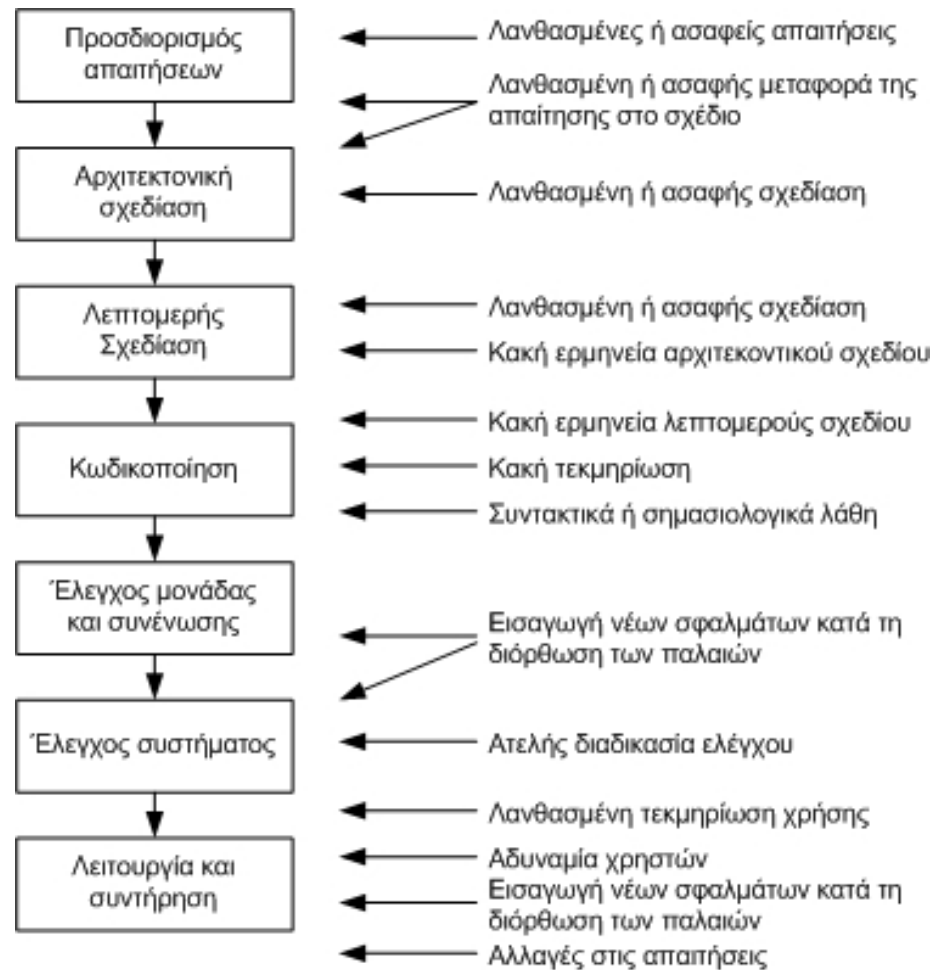 Προσδιορισμός
απαιτήσεων
Λανθασμένες ή ασαφείς απαιτήσεις
Λανθασμένη ή ασαφής μεταφορά της
απαίτησης στο σχέδιο
Αρχιτεκτονική
σχεδίαση
Λανθασμένη ή ασαφής σχεδίαση
Λεπτομερής
Σχεδίαση
Λανθασμένη ή ασαφής σχεδίαση
Κακή ερμηνεία αρχιτεκοντικού σχεδίου
Κωδικοποίηση
Κακή ερμηνεία λεπτομερούς σχεδίου
Κακή τεκμηρίωση
Συντακτικά ή σημασιολογικά λάθη
Έλεγχος μονάδας
και συνένωσης
Εισαγωγή νέων σφαλμάτων κατά τη
διόρθωση των παλαιών
Έλεγχος συστήματος
Ατελής διαδικασία ελέγχου
Λειτουργία και
συντήρηση
Λανθασμένη τεκμηρίωση χρήσης
Αδυναμία χρηστών
Εισαγωγή νέων σφαλμάτων κατά τη
διόρθωση των παλαιών
Αλλαγές στις απαιτήσεις